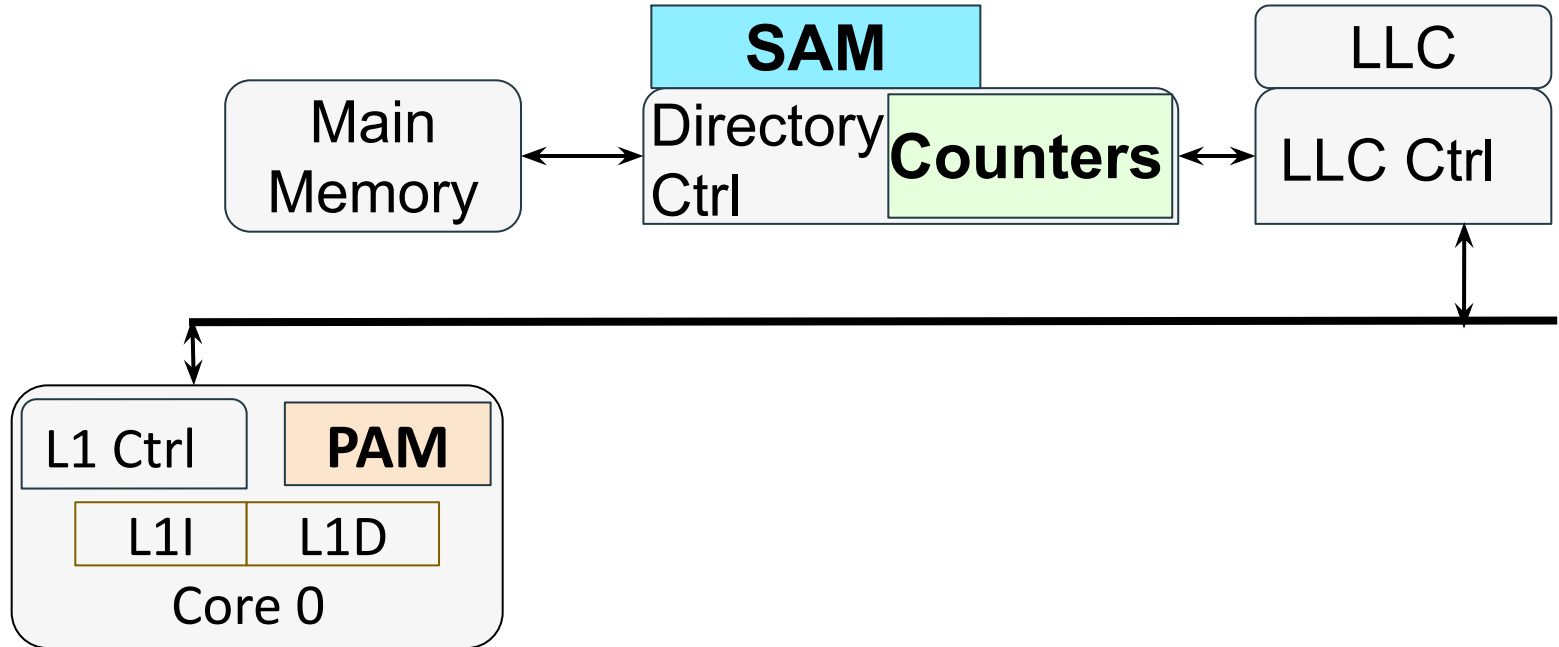 SAM
LLC
Main
Memory
Directory
Ctrl
Counters
LLC Ctrl
L1 Ctrl
PAM
L1I
L1D
Core 0